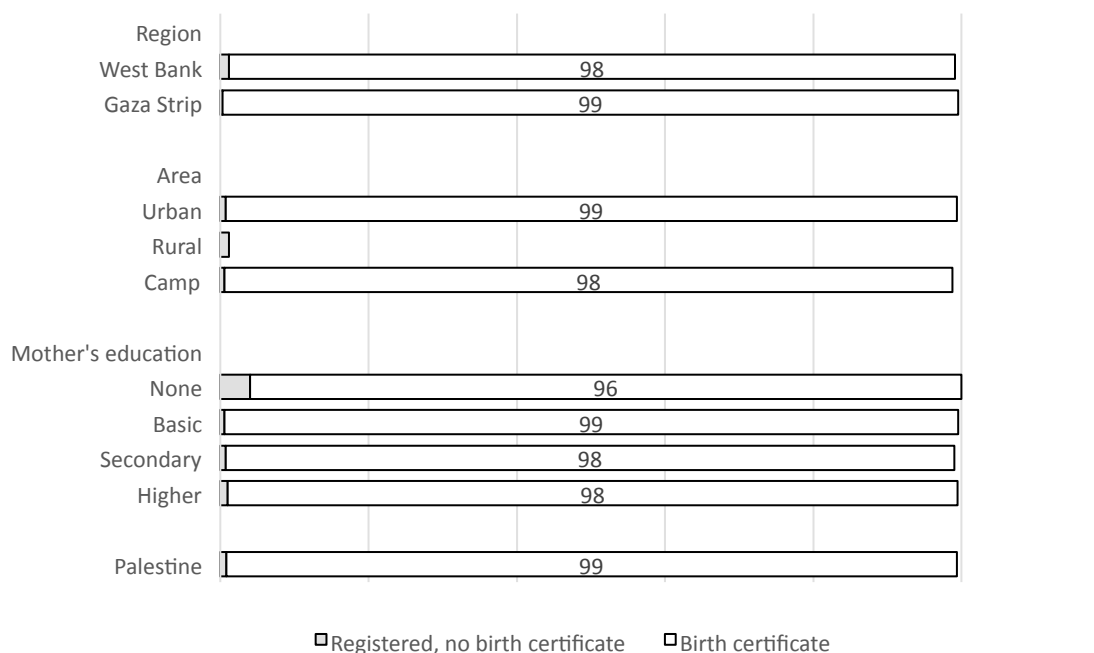 Region
West Bank 98
Gaza Strip 99
Area
Urban 99
Rural
Camp 98
Mother's education
None 96
Basic 99
Secondary 98
Higher 98
Palestine 99
Registered, no birth certificate Birth certificate